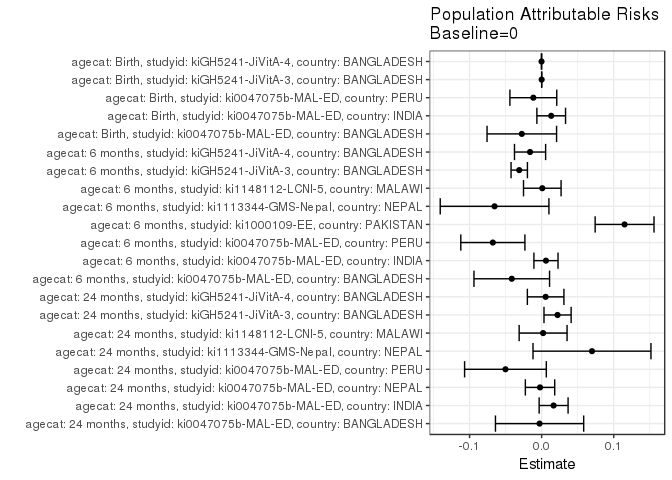 Population Attributable Risks
Baseline=0
agecat: Birth, studyid: kiGH5241-JiVitA-4, country: BANGLADESH
agecat: Birth, studyid: kiGH5241-JiVitA-3, country: BANGLADESH
agecat: Birth, studyid: ki0047075b-MAL-ED, country: PERU
agecat: Birth, studyid: ki0047075b-MAL-ED, country: INDIA
agecat: Birth, studyid: ki0047075b-MAL-ED, country: BANGLADESH
agecat: 6 months, studyid: kiGH5241-JiVitA-4, country: BANGLADESH
agecat: 6 months, studyid: kiGH5241-JiVitA-3, country: BANGLADESH
agecat: 6 months, studyid: ki1148112-LCNI-5, country: MALAWI
agecat: 6 months, studyid: ki1113344-GMS-Nepal, country: NEPAL
agecat: 6 months, studyid: ki1000109-EE, country: PAKISTAN
agecat: 6 months, studyid: ki0047075b-MAL-ED, country: PERU
agecat: 6 months, studyid: ki0047075b-MAL-ED, country: INDIA
agecat: 6 months, studyid: ki0047075b-MAL-ED, country: BANGLADESH
agecat: 24 months, studyid: kiGH5241-JiVitA-4, country: BANGLADESH
agecat: 24 months, studyid: kiGH5241-JiVitA-3, country: BANGLADESH
agecat: 24 months, studyid: ki1148112-LCNI-5, country: MALAWI
agecat: 24 months, studyid: ki1113344-GMS-Nepal, country: NEPAL
agecat: 24 months, studyid: ki0047075b-MAL-ED, country: PERU
agecat: 24 months, studyid: ki0047075b-MAL-ED, country: NEPAL
agecat: 24 months, studyid: ki0047075b-MAL-ED, country: INDIA
agecat: 24 months, studyid: ki0047075b-MAL-ED, country: BANGLADESH
-0.1 0.0 0.1
Estimate